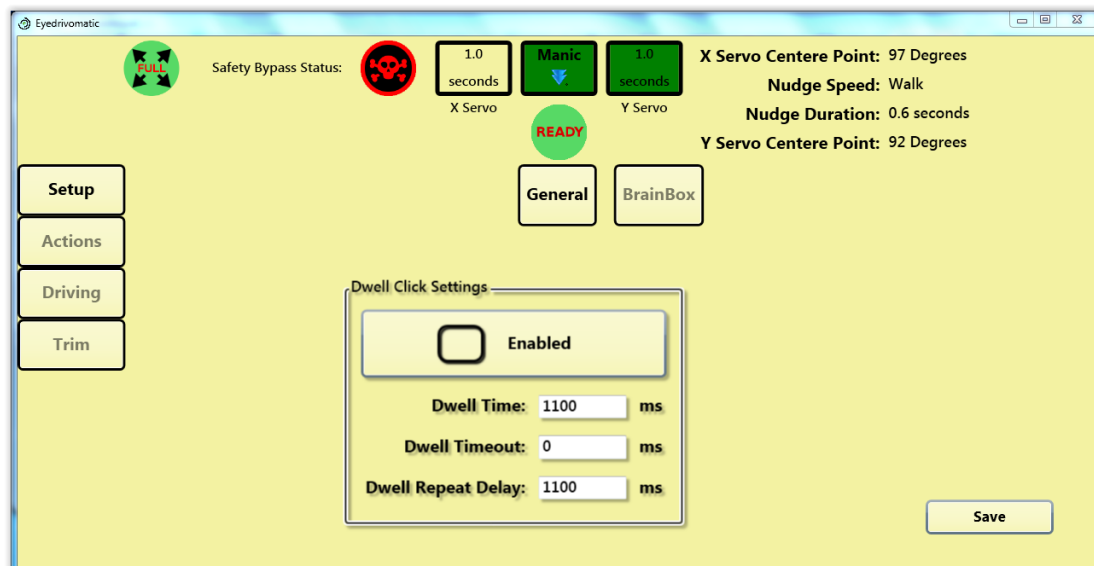 Eyedrivomatic
FULL
Safety Bypass Status:
1.0
seconds
X Servo
Manic
1.0
seconds
Y Servo
READY
X Servo Centere Point: 97 Degrees
Nudge Speed: Walk
Nudge Duration: 0.6 seconds
Y Servo Centere Point: 92 Degrees
Setup
Actions
Driving
Trim
General
BrainBox
Dwell Click Settings
Enabled
Dwell Time: 1100 ms
Dwell Timeout: 0 ms
Dwell Repeat Delay: 1100 ms
Save